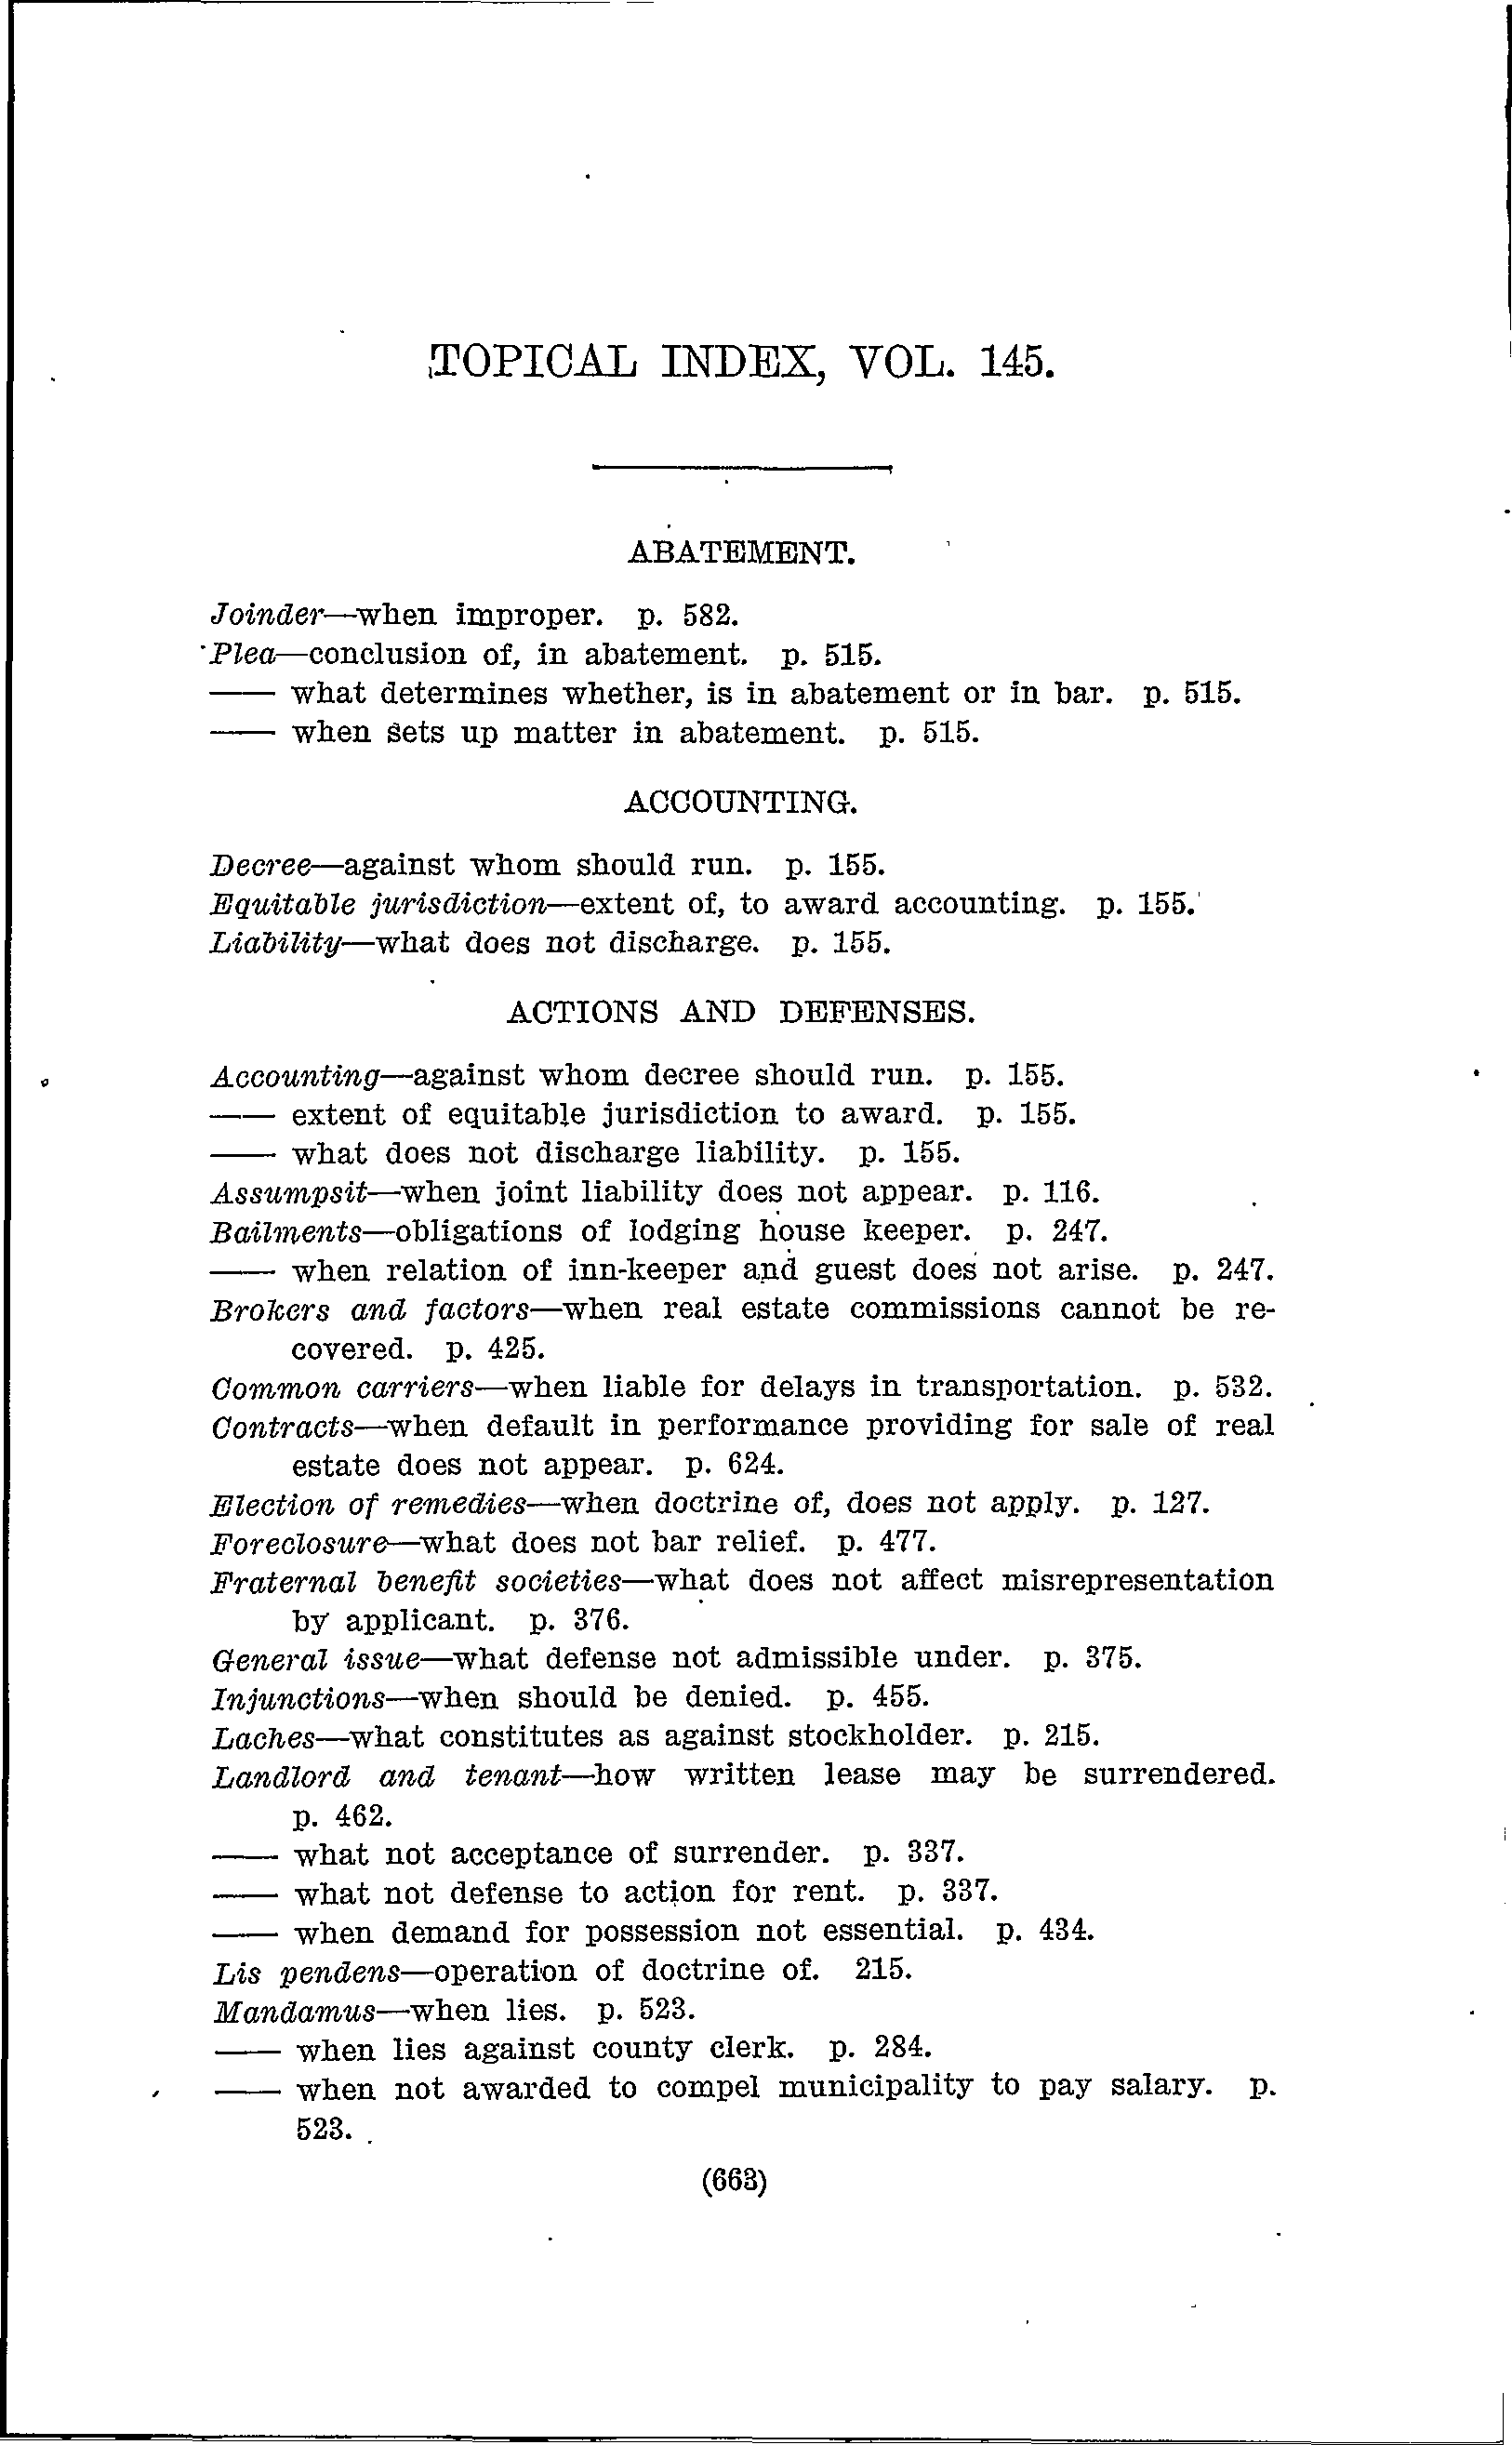 TOPICAL INDEX, VOL. 145.
ABATEMENT.
Joinder—when improper. p. 582.
Plea—conclusion of, in abatement. p. 515.
—— what determines whether, is in abatement or in bar. p. 515.
—— when sets up matter in abatement. p. 515.
ACCOUNTING.
Decree—against whom should run. p. 155.
Equitable jurisdiction—extent of, to award accounting. p. 155.
Liability—what does not discharge. p. 155.
ACTIONS AND DEFENSES.
Accounting—against whom decree should run. p. 155.
—— extent of equitable jurisdiction to award. p. 155.
—— what does not discharge liability. p. 155.
Assumpsit—when joint liability does not appear. p. 116.
Bailments—obligations of lodging house keeper. p. 247.
—— when relation of inn-keeper and guest does not arise. p. 247.
Brokers and factors—when real estate commissions cannot be re-
covered. p. 425.
Common carriers—when liable for delays in transportation. p. 532.
Contracts—when default in performance providing for sale of real
estate does not appear. p. 624.
Election of remedies—when doctrine of, does not apply. p. 127.
Foreclosure—what does not bar relief. p. 477.
Fraternal benefit societies—what does not affect misrepresentation
by applicant. p. 376.
General issue—what defense not admissible under. p. 375.
Injunctions—when should be denied. p. 455.
Laches—what constitutes as against stockholder. p. 215.
Landlord and tenant—how written lease may be surrendered.
p. 462.
—— what not acceptance of surrender. p. 337.
—— what not defense to action for rent. p. 337.
—— when demand for possession not essential. p. 434.
Lis pendens—operation of doctrine of. 215.
Mandamus—when lies. p. 523.
—— when lies against county clerk. p. 284.
—— when not awarded to compel municipality to pay salary. p.
523.
(663)